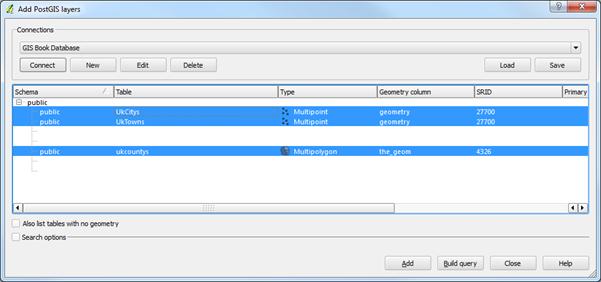 Add PostGIS layers
Connections
GIS Book Database
Connect New Edit Delete Load Save
Schema Table Type Geometry column SRID Primary
public
public UkCitys Multipoint geometry 27700
public UkTowns Multipoint geometry 27700
public ukcountys Multipolygon the_geom 4326
Also list tables with no geometry
Search options
Add Build query Close Help